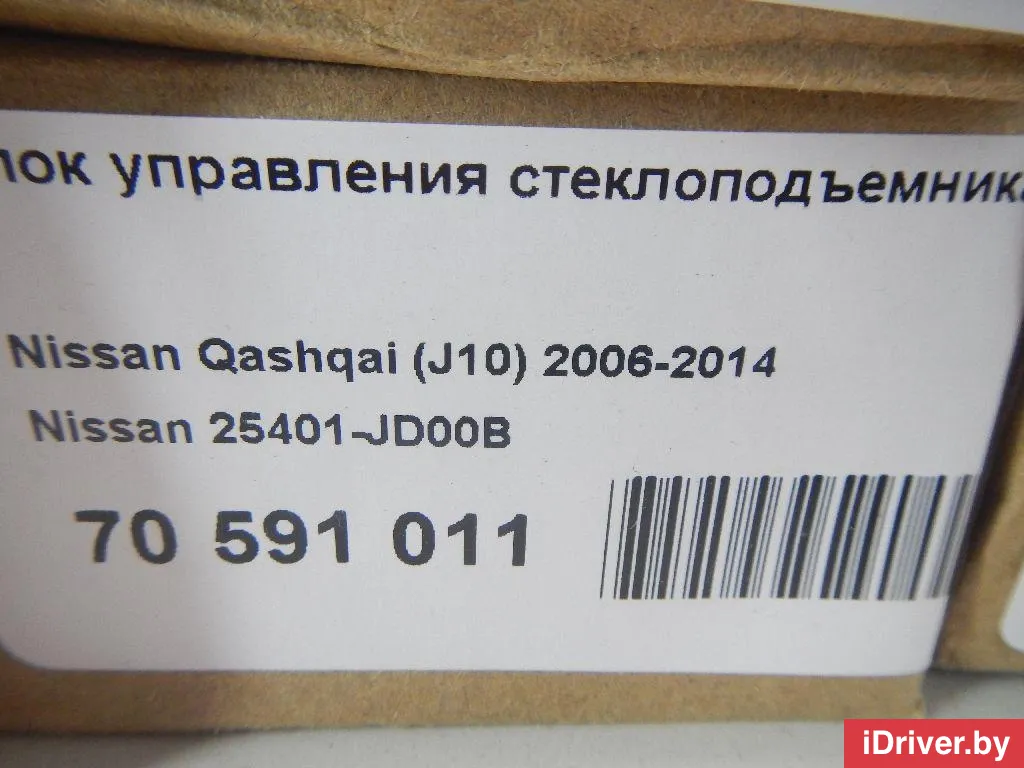 лок управления стеклоподъемника
Nissan Qashqai (J10) 2006-2014
Nissan 25401-JD00B
70 591 011
iDriver.by